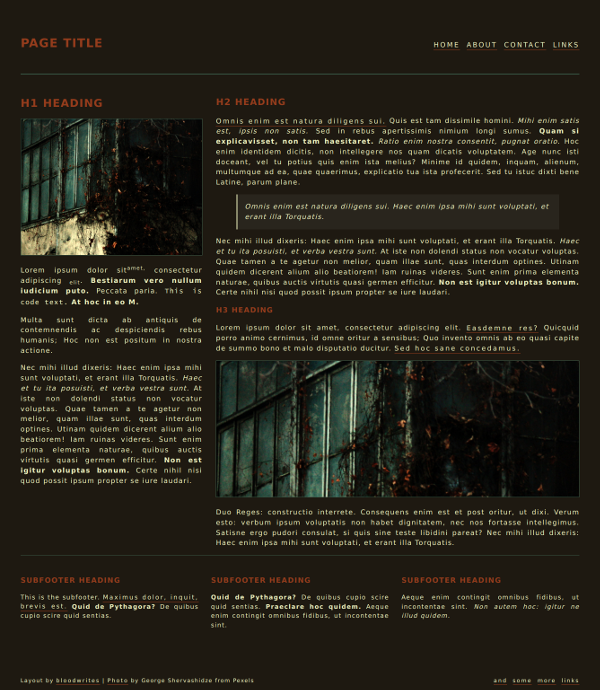 PAGE TITLE
HOME ABOUT CONTACT LINKS
H1 HEADING
Lorem ipsum dolor sit amet, consectetur
adipiscing elit. Bestiarum vero nullum
iudicium puto. Peccata paria. This is
code text. At hoc in eo M.
Multa sunt dicta ab antiquis de
contemnendis ac despiciendis rebus
humanis; Hoc non est positum in nostra
actione.
Nec mihi illud dixeris: Haec enim ipsa mihi
sunt voluptati, et erant illa Torquatis. Haec
et tu ita posuisti, et verba vestra sunt. At
iste non dolendi status non vocatur
voluptas. Quae tamen a te agetur non
melior, quam illae sunt, quas interdum
optines. Utinam quidem dicerent alium alio
beatiorem! Iam ruinas videres. Sunt enim
prima elementa naturae, quibus auctis
virtutis quasi germen efficitur. Non est
igitur voluptas bonum. Certe nihil nisi
quod possit ipsum propter se iure laudari.
H2 HEADING
Omnis enim est natura diligens sui. Quis est tam dissimile homini. Mihi enim satis
est, ipsis non satis. Sed in rebus apertissimis nimium longi sumus. Quam si
explicavisset, non tam haesitaret. Ratio enim nostra consentit, pugnat oratio. Hoc
enim identidem dicitis, non intellegere nos quam dicatis voluptatem. Age nunc isti
doceant, vel tu potius quis enim ista melius? Minime id quidem, inquam, alienum,
multumque ad ea, quae quaerimus, explicatio tua ista profecerit. Sed tu istuc dixti bene
Latine, parum plane.
Omnis enim est natura diligens sui. Haec enim ipsa mihi sunt voluptati, et
erant illa Torquatis.
Nec mihi illud dixeris: Haec enim ipsa mihi sunt voluptati, et erant illa Torquatis. Haec
et tu ita posuisti, et verba vestra sunt. At iste non dolendi status non vocatur voluptas.
Quae tamen a te agetur non melior, quam illae sunt, quas interdum optines. Utinam
quidem dicerent alium alio beatiorem! Iam ruinas videres. Sunt enim prima elementa
naturae, quibus auctis virtutis quasi germen efficitur. Non est igitur voluptas bonum.
Certe nihil nisi quod possit ipsum propter se iure laudari.
H3 HEADING
Lorem ipsum dolor sit amet, consectetur adipiscing elit. Easdemne res? Quicquid
porro animo cernimus, id omne oritur a sensibus; Quo invento omnis ab eo quasi capite
de summo bono et malo disputatio ducitur. Sed hoc sane concedamus.
Duo Reges: constructio interrete. Consequens enim est et post oritur, ut dixi. Verum
esto: verbum ipsum voluptatis non habet dignitatem, nec nos fortasse intellegimus.
Satisne ergo pudori consulat, si quis sine teste libidini pareat? Nec mihi illud dixeris:
Haec enim ipsa mihi sunt voluptati, et erant illa Torquatis.
SUBFOOTER HEADING
This is the subfooter. Maximus dolor, inquit,
brevis est. Quid de Pythagora? De quibus
cupio scire quid sentias.
SUBFOOTER HEADING
Quid de Pythagora? De quibus cupio scire
quid sentias. Praeclare hoc quidem. Aeque
enim contingit omnibus fidibus, ut incontentae
sint.
SUBFOOTER HEADING
Aeque enim contingit omnibus fidibus, ut
incontentae sint. Non autem hoc: igitur ne
illud quidem.
Layout by bloodwrites | Photo by George Shervashidze from Pexels
and some more links